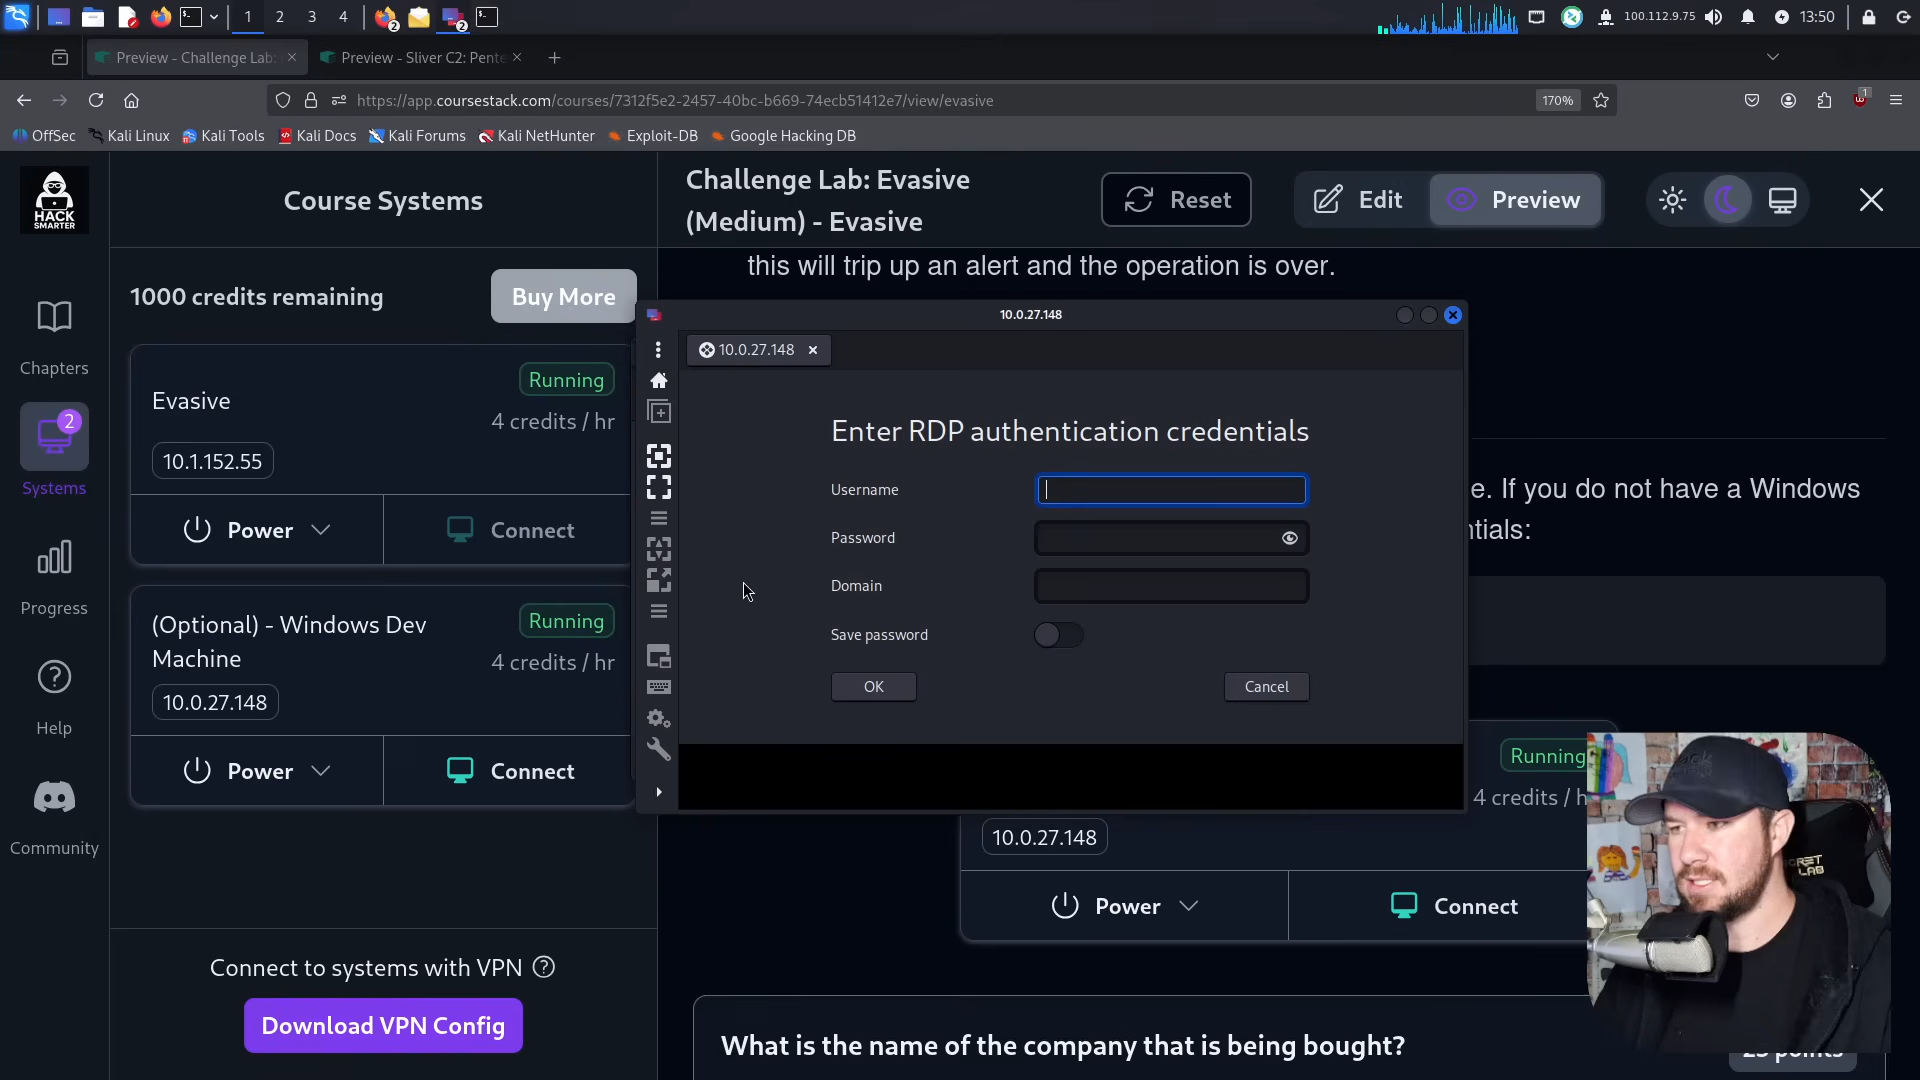 1
2
3
4
2
2
100.112.9.75
13:50
Preview - Challenge Lab:
Preview - Sliver C2: Pente
https://app.coursestack.com/courses/7312f5e2-2457-40bc-b669-74ecb51412e7/view/evasive
170%
1
OffSec
Kali Linux
Kali Tools
Kali Docs
Kali Forums
Kali NetHunter
Exploit-DB
Google Hacking DB
HACK
SMARTER
Chapters
2
Systems
Progress
Help
Community
Course Systems
1000 credits remaining
Buy More
Evasive
Running
4 credits / hr
10.1.152.55
Power
Connect
(Optional) - Windows Dev
Machine
Running
4 credits / hr
10.0.27.148
Power
Connect
Connect to systems with VPN
Download VPN Config
Challenge Lab: Evasive
(Medium) - Evasive
Reset
Edit
Preview
this will trip up an alert and the operation is over.
10.0.27.148
10.0.27.148
Enter RDP authentication credentials
Username
Password
Domain
Save password
OK
Cancel
e. If you do not have a Windows
ntials:
Running
4 credits / h
10.0.27.148
Power
Connect
What is the name of the company that is being bought?
25 points